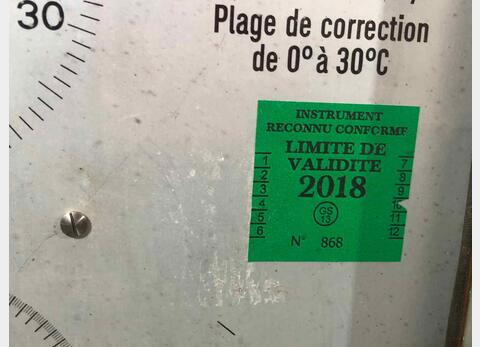 30
Plage de correction
de 0° à 30°C
INSTRUMENT
RECONNU CONFORME
LIMITE DE
VALIDITE
2018
1 7
2 8
3 9
4 10
5 11
6 12
GS
13
N° 868